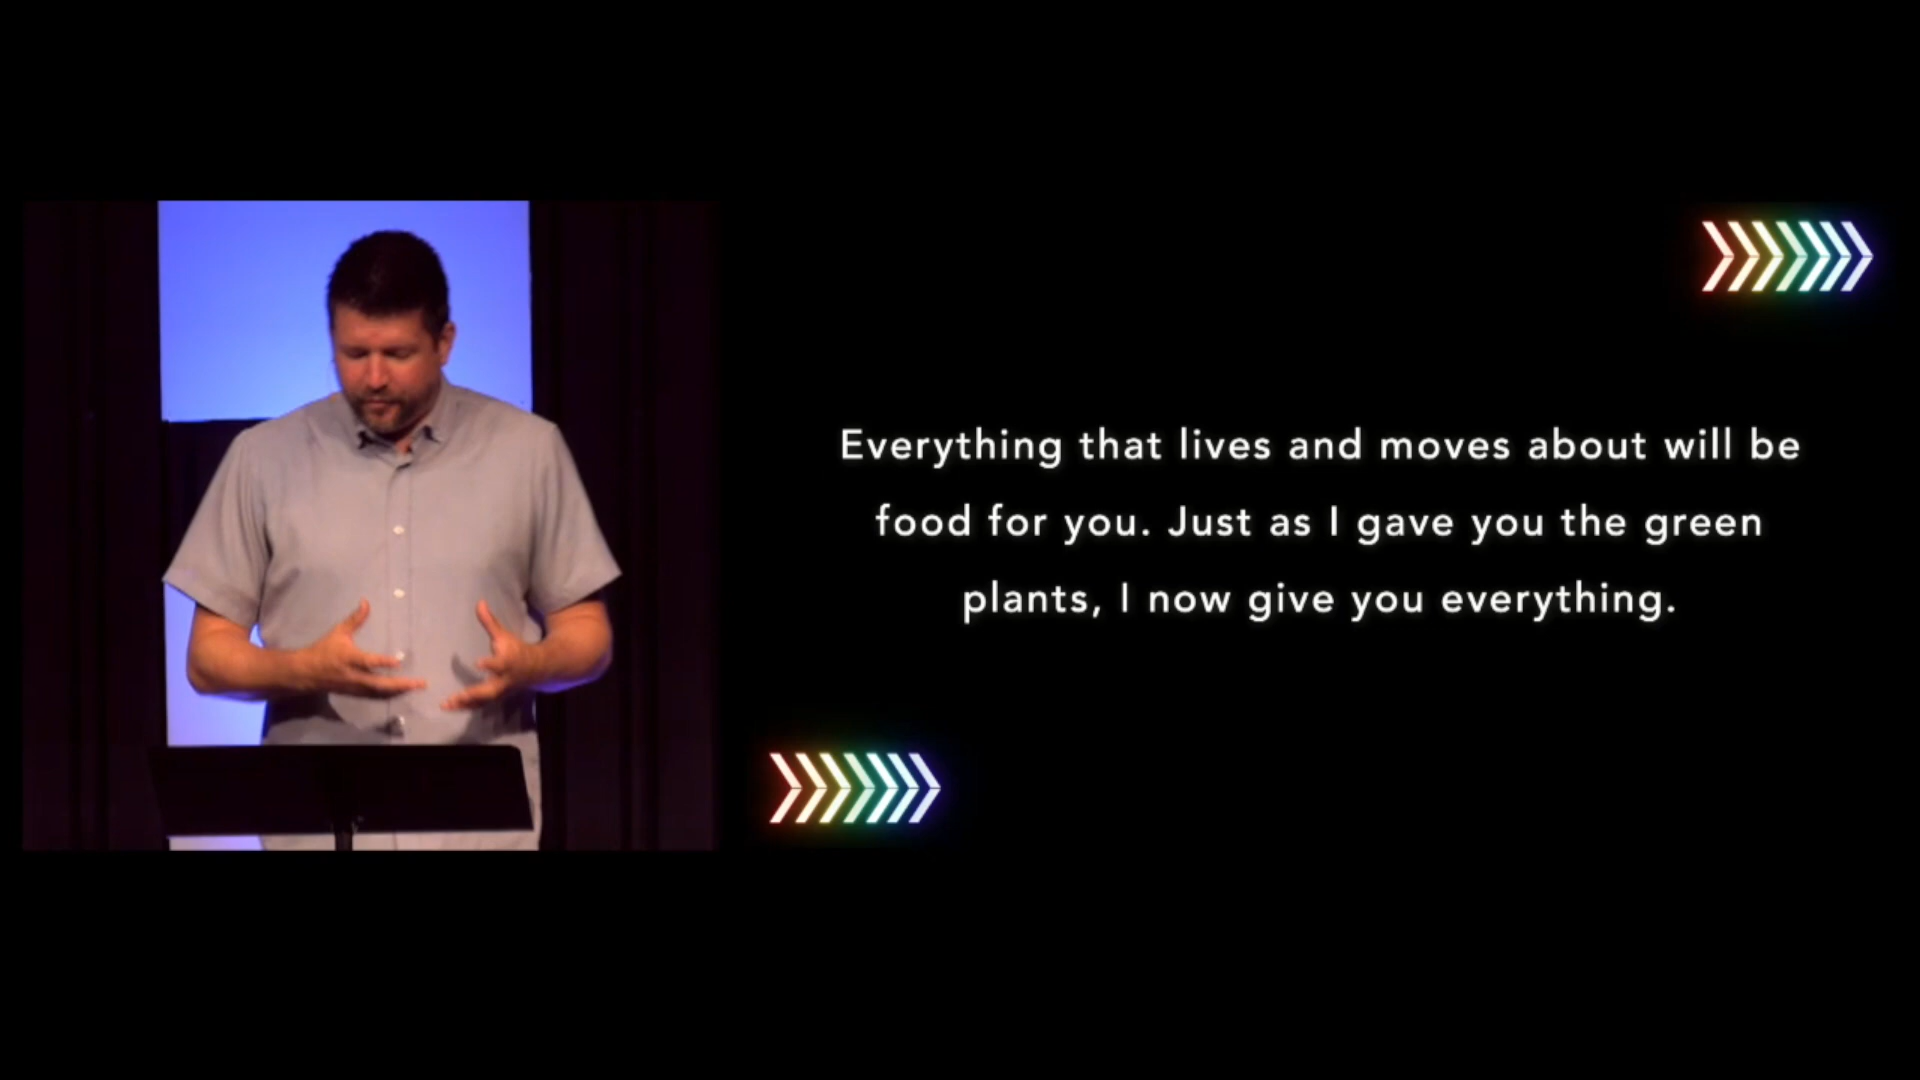 Everything that lives and moves about will be
food for you. Just as I gave you the green
plants, I now give you everything.